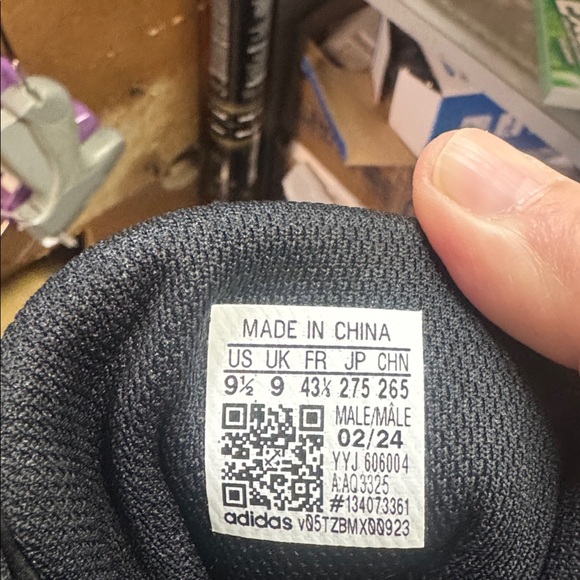 MADE IN CHINA
US UK FR JP CHN
9½ 9 43⅓ 275 265
MALE/MÂLE
02/24
YYJ 606004
A:AQ3325
#134073361
adidas v05TZBMX00923